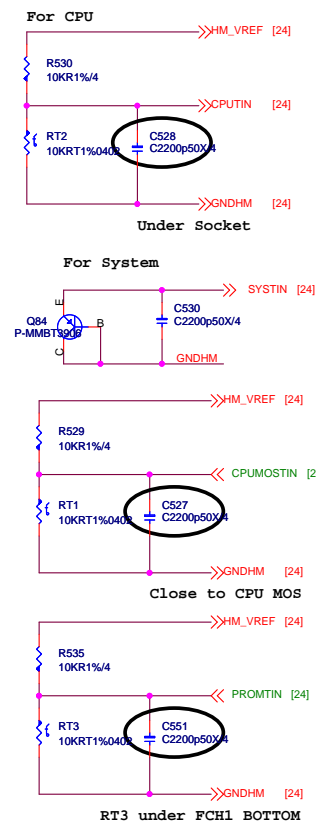 For CPU
HM_VREF [24]
R530
10KR1%/4
CPUTIN [24]
RT2
10KRT1%0402
C528
C2200p50X/4
GNDHM [24]
Under Socket
For System
SYSTIN [24]
E
C530
C2200p50X/4
Q84
B
P-MMBT3906
C
GNDHM
HM_VREF [24]
R529
10KR1%/4
CPUMOSTIN [2
RT1
10KRT1%0402
C527
C2200p50X/4
GNDHM [24]
Close to CPU MOS
HM_VREF [24]
R535
10KR1%/4
PROMTIN [24]
RT3
10KRT1%0402
C551
C2200p50X/4
GNDHM [24]
RT3 under FCH1 BOTTOM